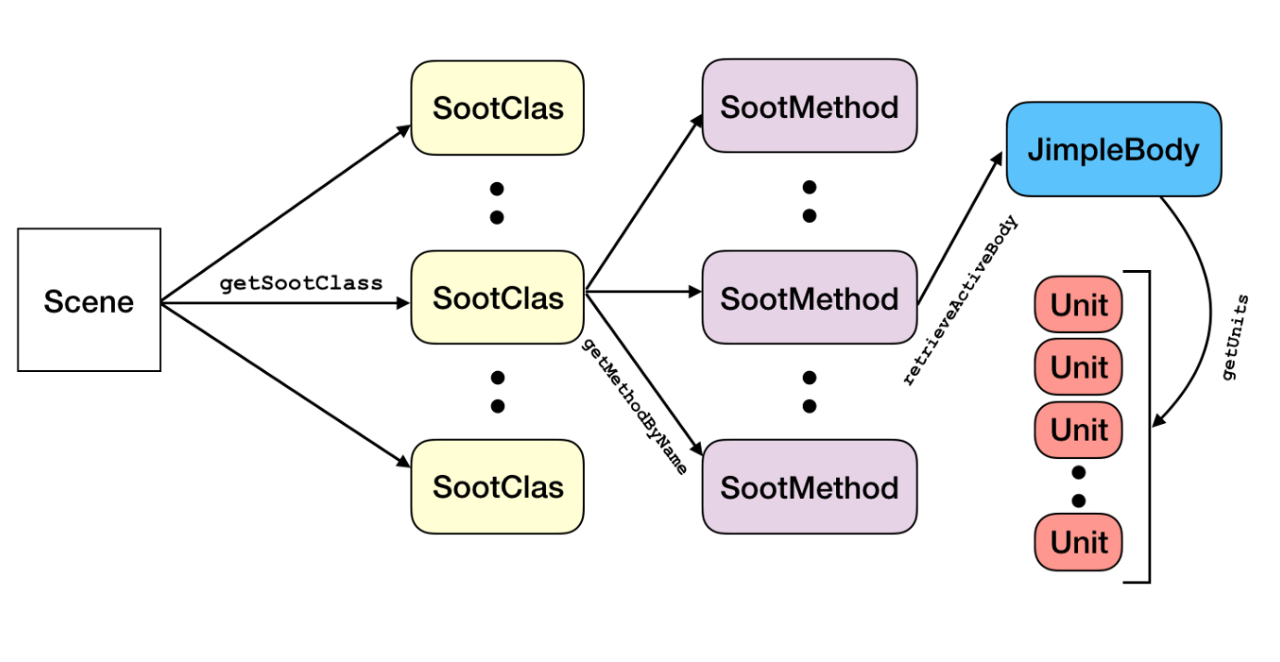 Scene
getSootClass
SootClas
SootClas
SootClas
getMethodByName
SootMethod
SootMethod
SootMethod
retrieveActiveBody
JimpleBody
getUnits
Unit
Unit
Unit
Unit